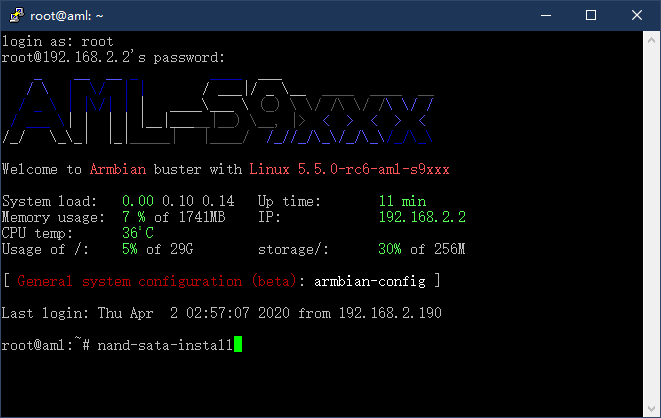 root@aml: ~
login as: root
root@192.168.2.2's password:
AML-S9xxx
Welcome to Armbian buster with Linux 5.5.0-rc6-aml-s9xxx
System load: 0.00 0.10 0.14 Up time: 11 min
Memory usage: 7 % of 1741MB IP: 192.168.2.2
CPU temp: 36°C
Usage of /: 5% of 29G storage/: 30% of 256M
[ General system configuration (beta): armbian-config ]
Last login: Thu Apr 2 02:57:07 2020 from 192.168.2.190
root@aml:~# nand-sata-install